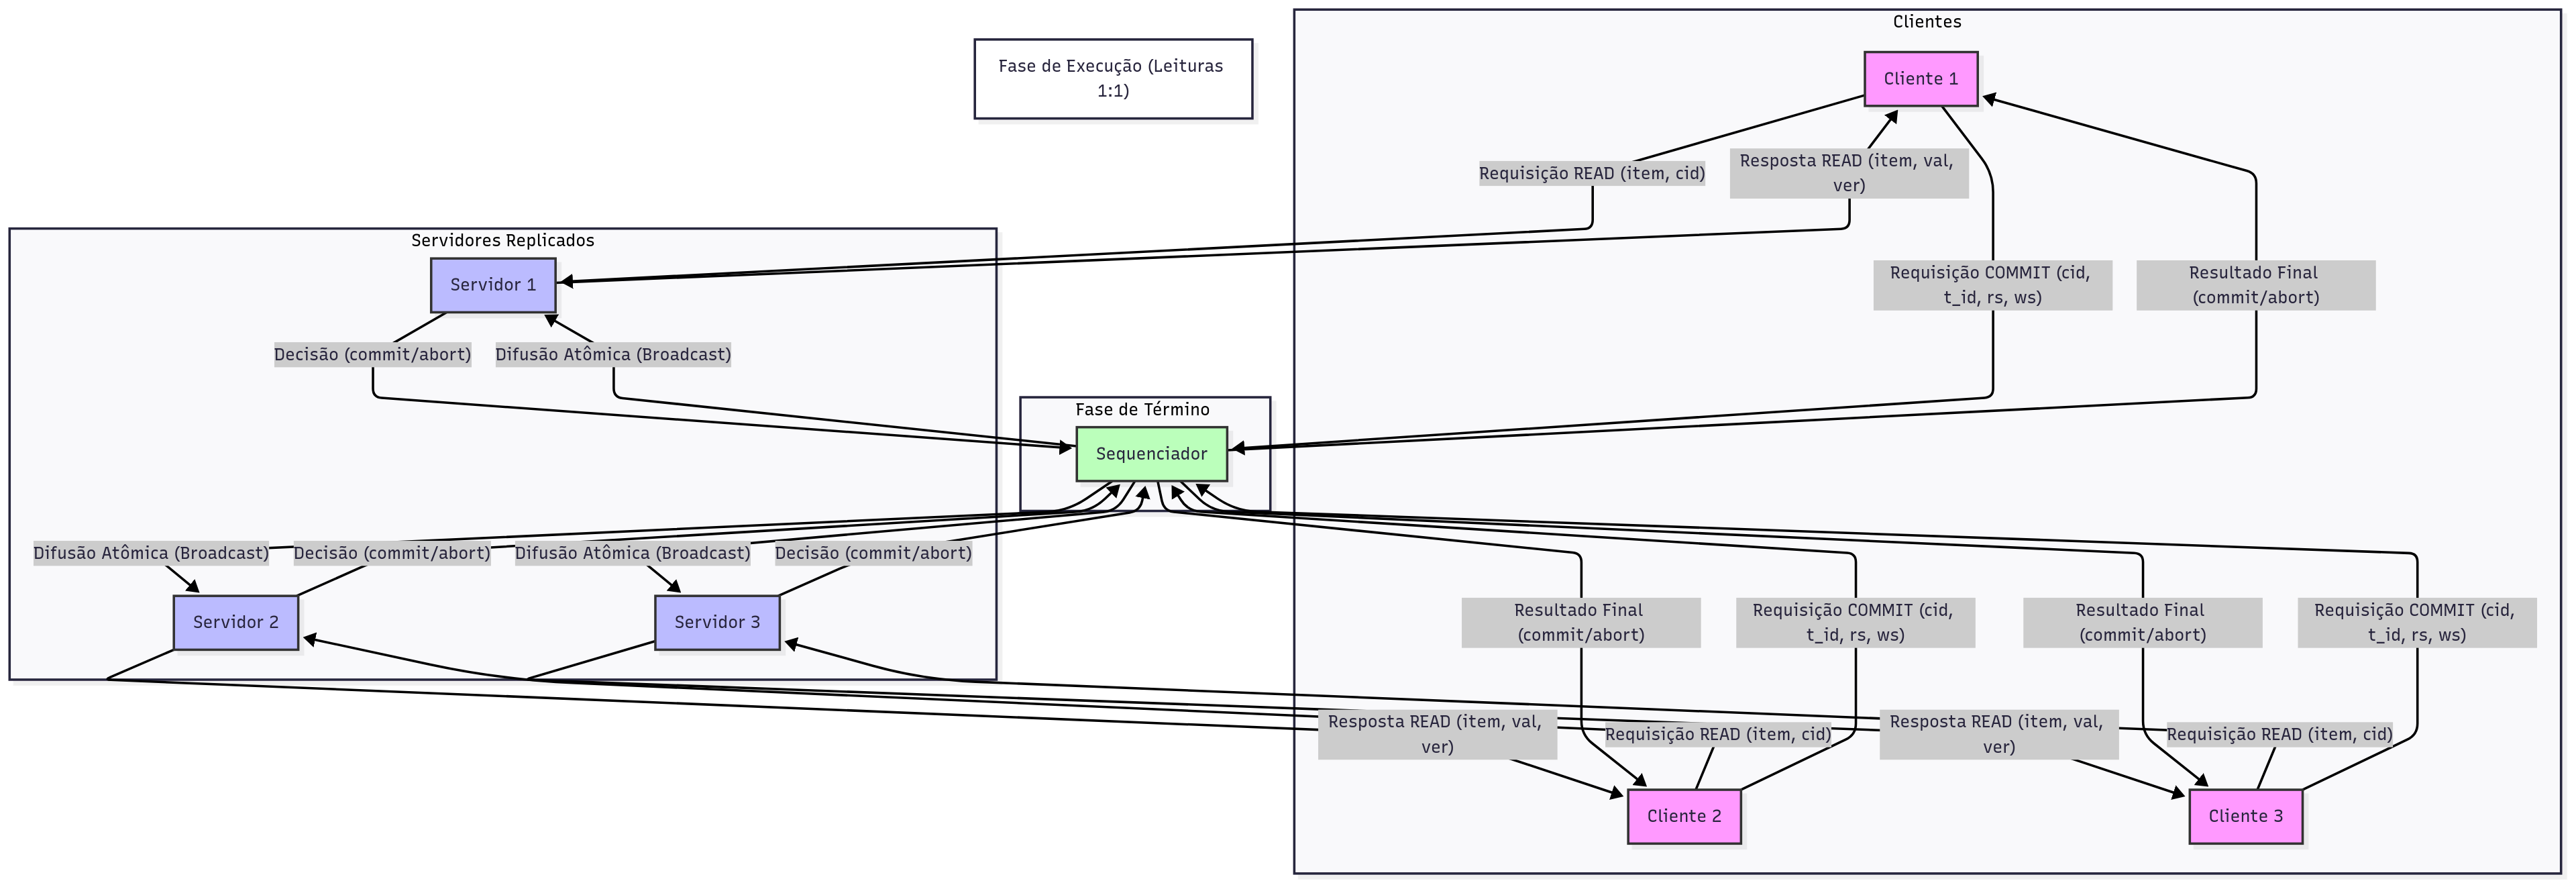 Clientes
Fase de Execução (Leituras
1:1)
Cliente 1
Requisição READ (item, cid)
Resposta READ (item, val,
ver)
Servidores Replicados
Servidor 1
Requisição COMMIT (cid,
t_id, rs, ws)
Resultado Final
(commit/abort)
Decisão (commit/abort)
Difusão Atômica (Broadcast)
Fase de Término
Sequenciador
Difusão Atômica (Broadcast)
Decisão (commit/abort)
Difusão Atômica (Broadcast)
Decisão (commit/abort)
Servidor 2
Servidor 3
Resultado Final
(commit/abort)
Requisição COMMIT (cid,
t_id, rs, ws)
Resultado Final
(commit/abort)
Requisição COMMIT (cid,
t_id, rs, ws)
Resposta READ (item, val,
ver)
Requisição READ (item, cid)
Resposta READ (item, val,
ver)
Requisição READ (item, cid)
Cliente 2
Cliente 3